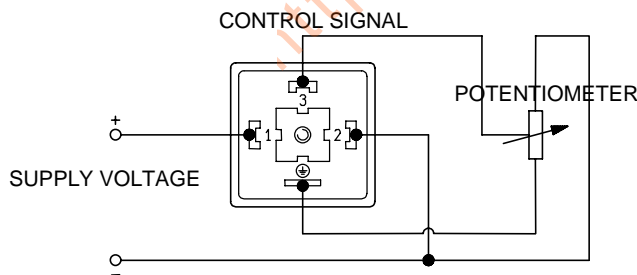 CONTROL SIGNAL
3
POTENTIOMETER
+
1 2
SUPPLY VOLTAGE
-